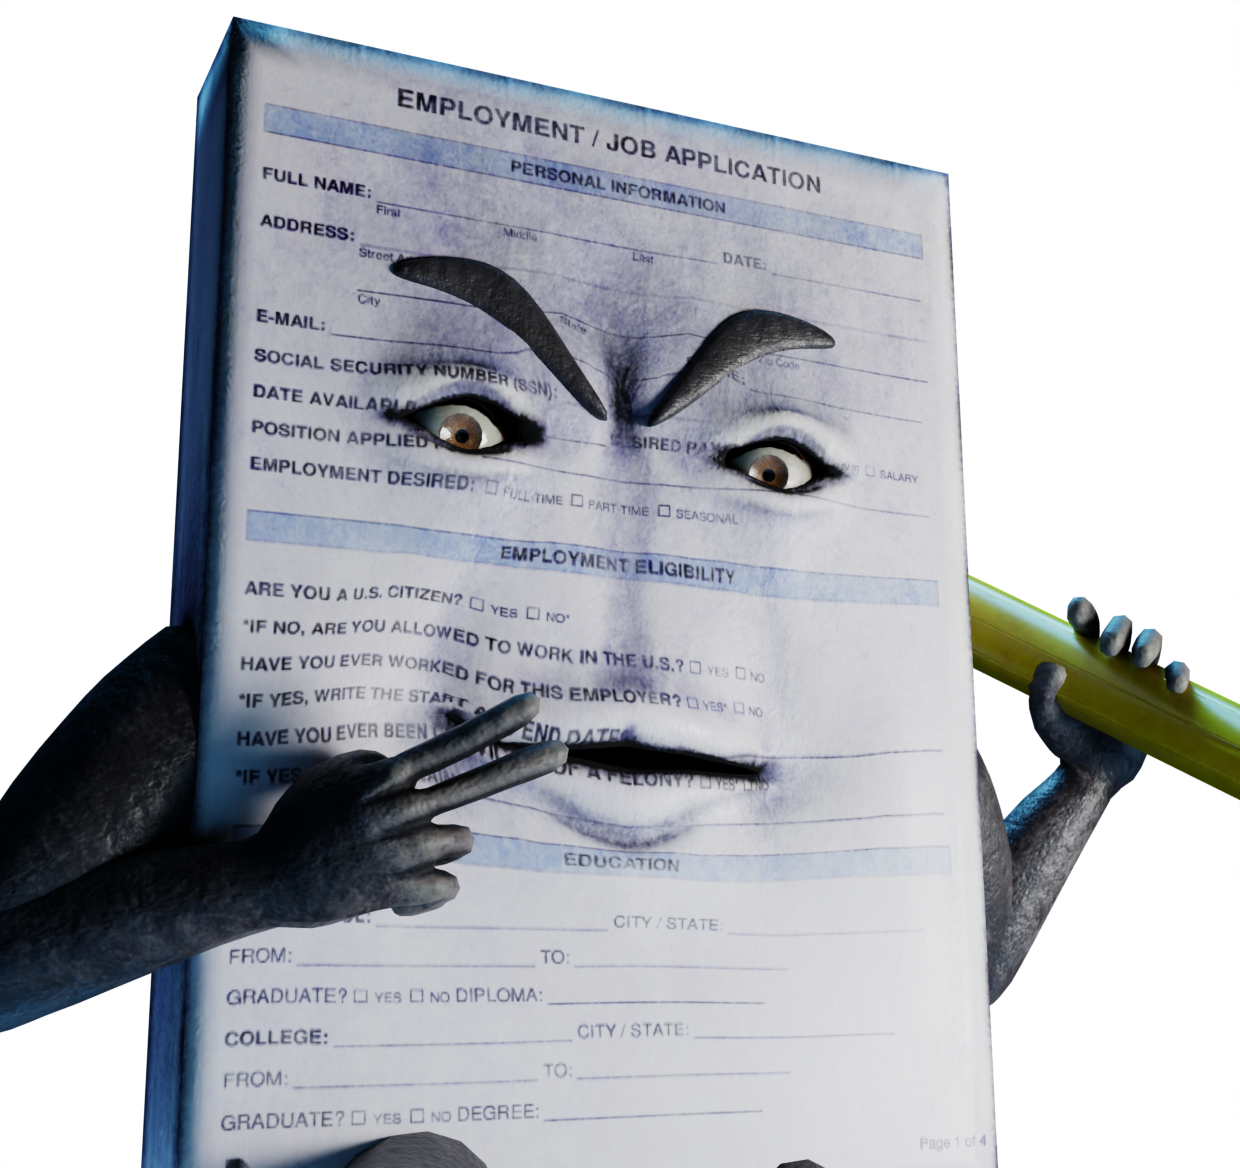 EMPLOYMENT / JOB APPLICATION
PERSONAL INFORMATION
FULL NAME:
First Middle Last DATE:
ADDRESS:
Street
City State Zip Code
E-MAIL:
SOCIAL SECURITY NUMBER (SSN):
DATE
POSITION APPLIED SALARY
EMPLOYMENT DESIRED: ☐ FULL-TIME ☐ PART-TIME ☐ SEASONAL
EMPLOYMENT ELIGIBILITY
ARE YOU A U.S. CITIZEN? ☐ YES ☐ NO*
*IF NO, ARE YOU ALLOWED TO WORK IN THE U.S.? ☐ YES ☐ NO
HAVE YOU EVER WORKED FOR THIS EMPLOYER? ☐ YES* ☐ NO
*IF YES, WRITE THE START END DATES
HAVE YOU EVER BEEN OF A FELONY? ☐ YES* ☐ NO
*IF YES
EDUCATION
CITY / STATE:
FROM: TO:
GRADUATE? ☐ YES ☐ NO DIPLOMA:
COLLEGE: CITY / STATE:
FROM: TO:
GRADUATE? ☐ YES ☐ NO DEGREE:
Page 1 of 4